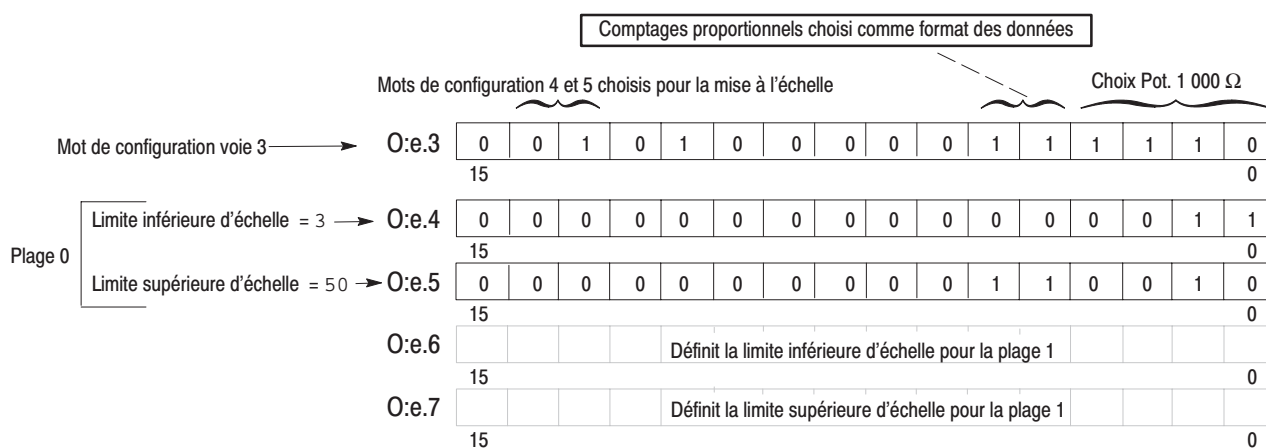 Comptages proportionnels choisi comme format des données
Mots de configuration 4 et 5 choisis pour la mise à l'échelle
Choix Pot. 1 000 Ω
Mot de configuration voie 3 O:e.3 0 0 1 0 1 0 0 0 0 0 1 1 1 1 1 0
15 0
Plage 0
Limite inférieure d'échelle = 3 O:e.4 0 0 0 0 0 0 0 0 0 0 0 0 0 0 1 1
15 0
Limite supérieure d'échelle = 50 O:e.5 0 0 0 0 0 0 0 0 0 0 1 1 0 0 1 0
15 0
O:e.6 Définit la limite inférieure d'échelle pour la plage 1
15 0
O:e.7 Définit la limite supérieure d'échelle pour la plage 1
15 0